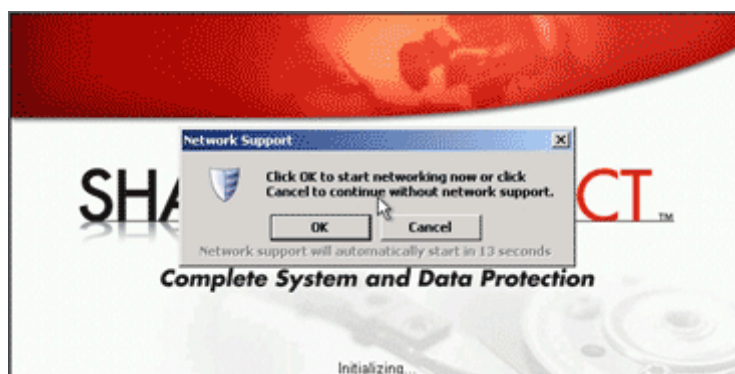 Network Support
Click OK to start networking now or click
Cancel to continue without network support.
SHA CT ™
OK Cancel
Network support will automatically start in 13 seconds
Complete System and Data Protection
Initializing...